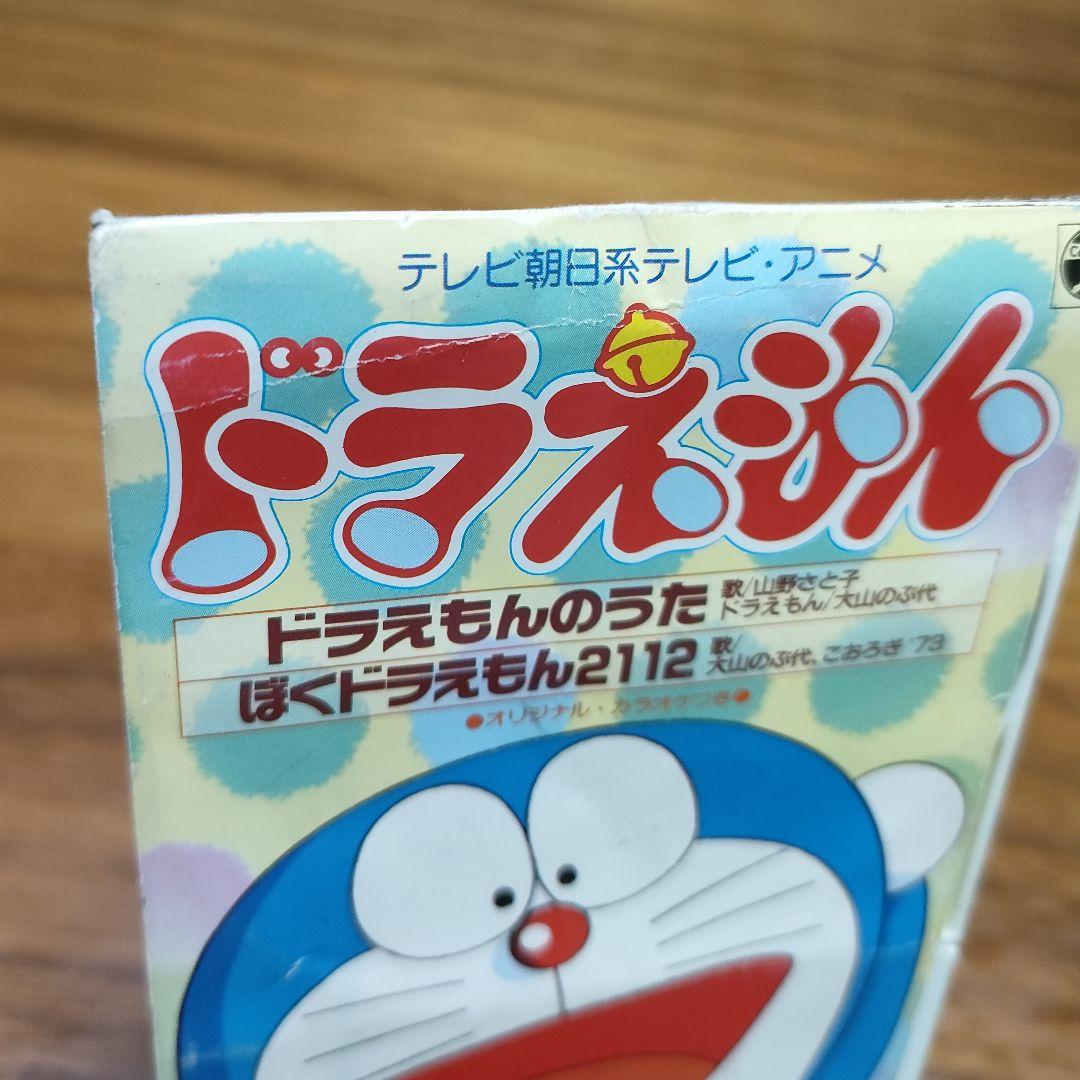 テレビ朝日系テレビ・アニメ
ドラえもん
ドラえもんのうた 歌/山野さと子
ドラえもん/大山のぶ代
ぼくドラえもん2112 歌/
大山のぶ代、こおろぎ '73
●オリジナル・カラオケつき●